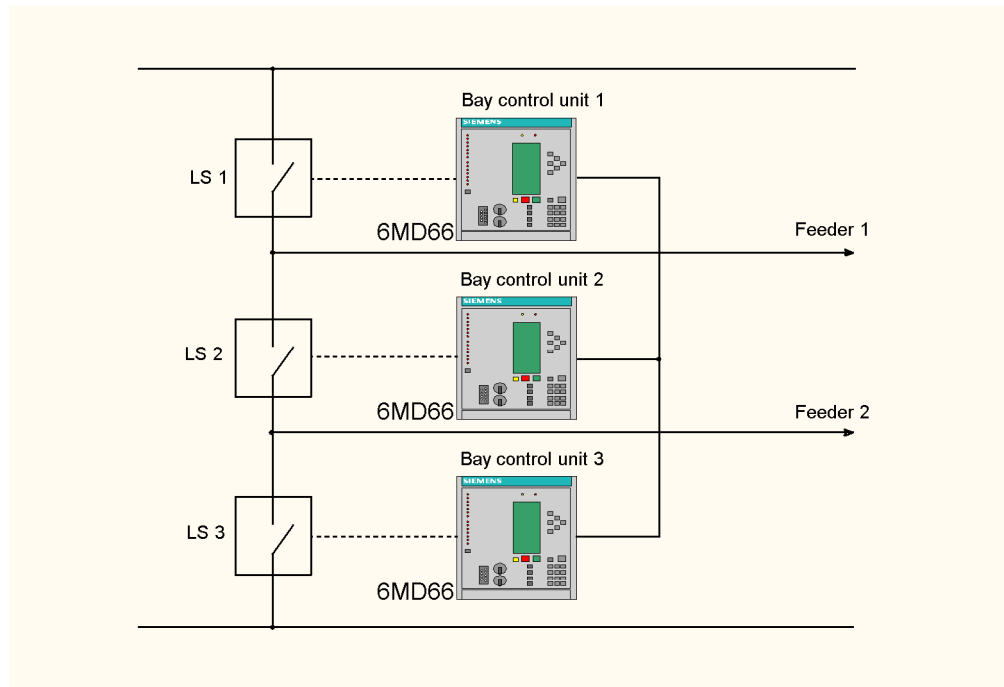 Bay control unit 1
SIEMENS
LS 1
6MD66
Feeder 1
Bay control unit 2
SIEMENS
LS 2
6MD66
Feeder 2
Bay control unit 3
SIEMENS
LS 3
6MD66